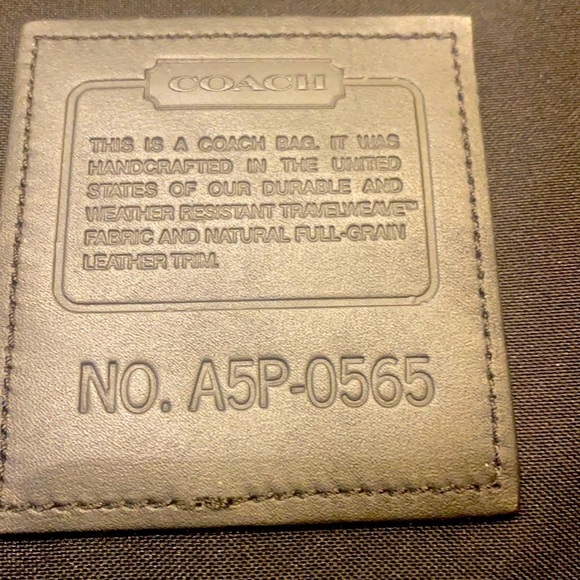 COACH
THIS IS A COACH BAG. IT WAS
HANDCRAFTED IN THE UNITED
STATES OF OUR DURABLE AND
WEATHER RESISTANT TRAVELWEAVE™
FABRIC AND NATURAL FULL-GRAIN
LEATHER TRIM.
NO. A5P-0565